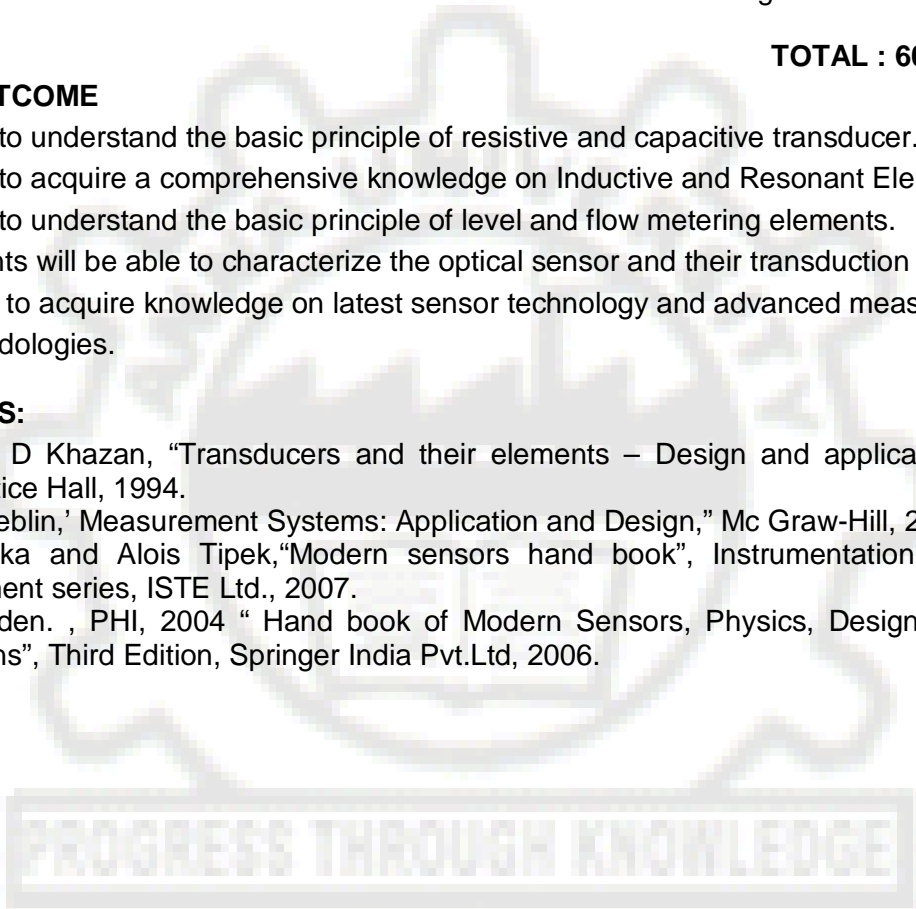 TOTAL : 60
TCOME
to understand the basic principle of resistive and capacitive transducer.
to acquire a comprehensive knowledge on Inductive and Resonant Ele
to understand the basic principle of level and flow metering elements.
nts will be able to characterize the optical sensor and their transduction
to acquire knowledge on latest sensor technology and advanced meas
dologies.
S:
D Khazan, “Transducers and their elements – Design and applica
tice Hall, 1994.
eblin,’ Measurement Systems: Application and Design,” Mc Graw-Hill, 2
ka and Alois Tipek,“Modern sensors hand book”, Instrumentation
ent series, ISTE Ltd., 2007.
den. , PHI, 2004 “ Hand book of Modern Sensors, Physics, Design
ns”, Third Edition, Springer India Pvt.Ltd, 2006.
PROGRESS THROUGH KNOWLEDGE